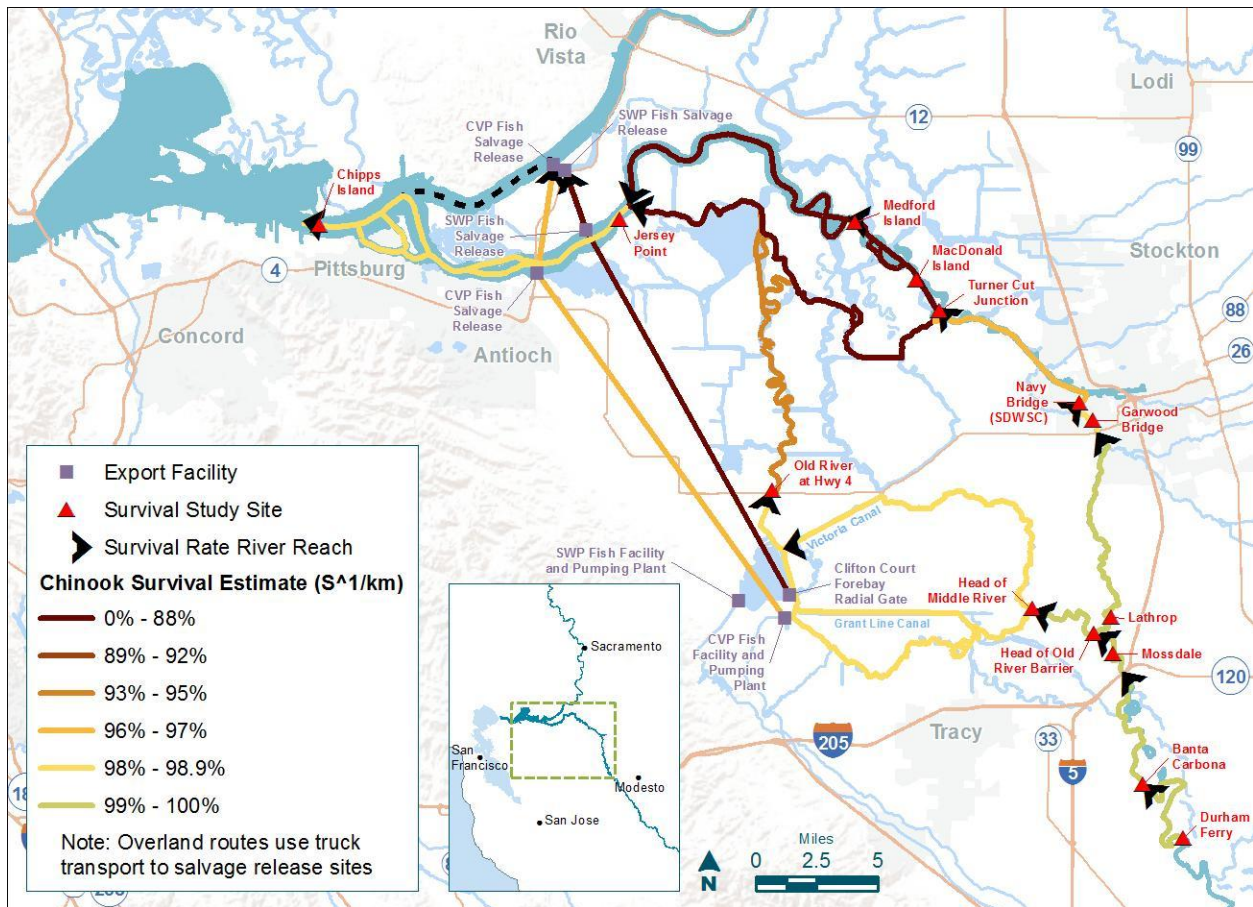 Rio
Vista
Lodi
12
99
CVP Fish
Salvage
Release
SWP Fish Salvage
Release
Chipps
Island
SWP Fish
Salvage
Release
Jersey
Point
Medford
Island
MacDonald
Island
Stockton
Turner Cut
Junction
4
Pittsburg
CVP Fish
Salvage
Release
88
Concord
Antioch
26
Navy
Bridge
(SDWSC)
Garwood
Bridge
Old River
at Hwy 4
Victoria Canal
SWP Fish Facility
and Pumping Plant
Clifton Court
Forebay
Radial Gate
Head of
Middle River
Grant Line Canal
Lathrop
CVP Fish
Facility and
Pumping
Plant
Head of Old
River Barrier
Mossdale
120
Tracy
205
33
5
Banta
Carbona
Durham
Ferry
Export Facility
Survival Study Site
Survival Rate River Reach
Chinook Survival Estimate (S^1/km)
0% - 88%
89% - 92%
93% - 95%
96% - 97%
98% - 98.9%
99% - 100%
Note: Overland routes use truck
transport to salvage release sites
Sacramento
San
Francisco
Modesto
San Jose
Miles
0 2.5 5
N